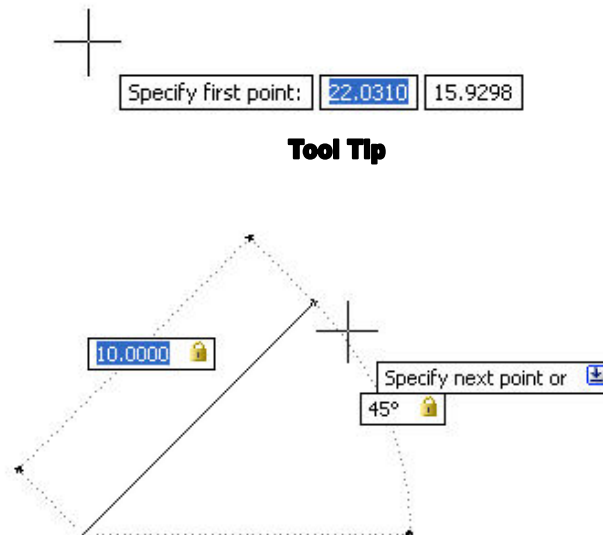 Specify first point: 22.0310 15.9298
Tool Tip
10.0000
Specify next point or
45°